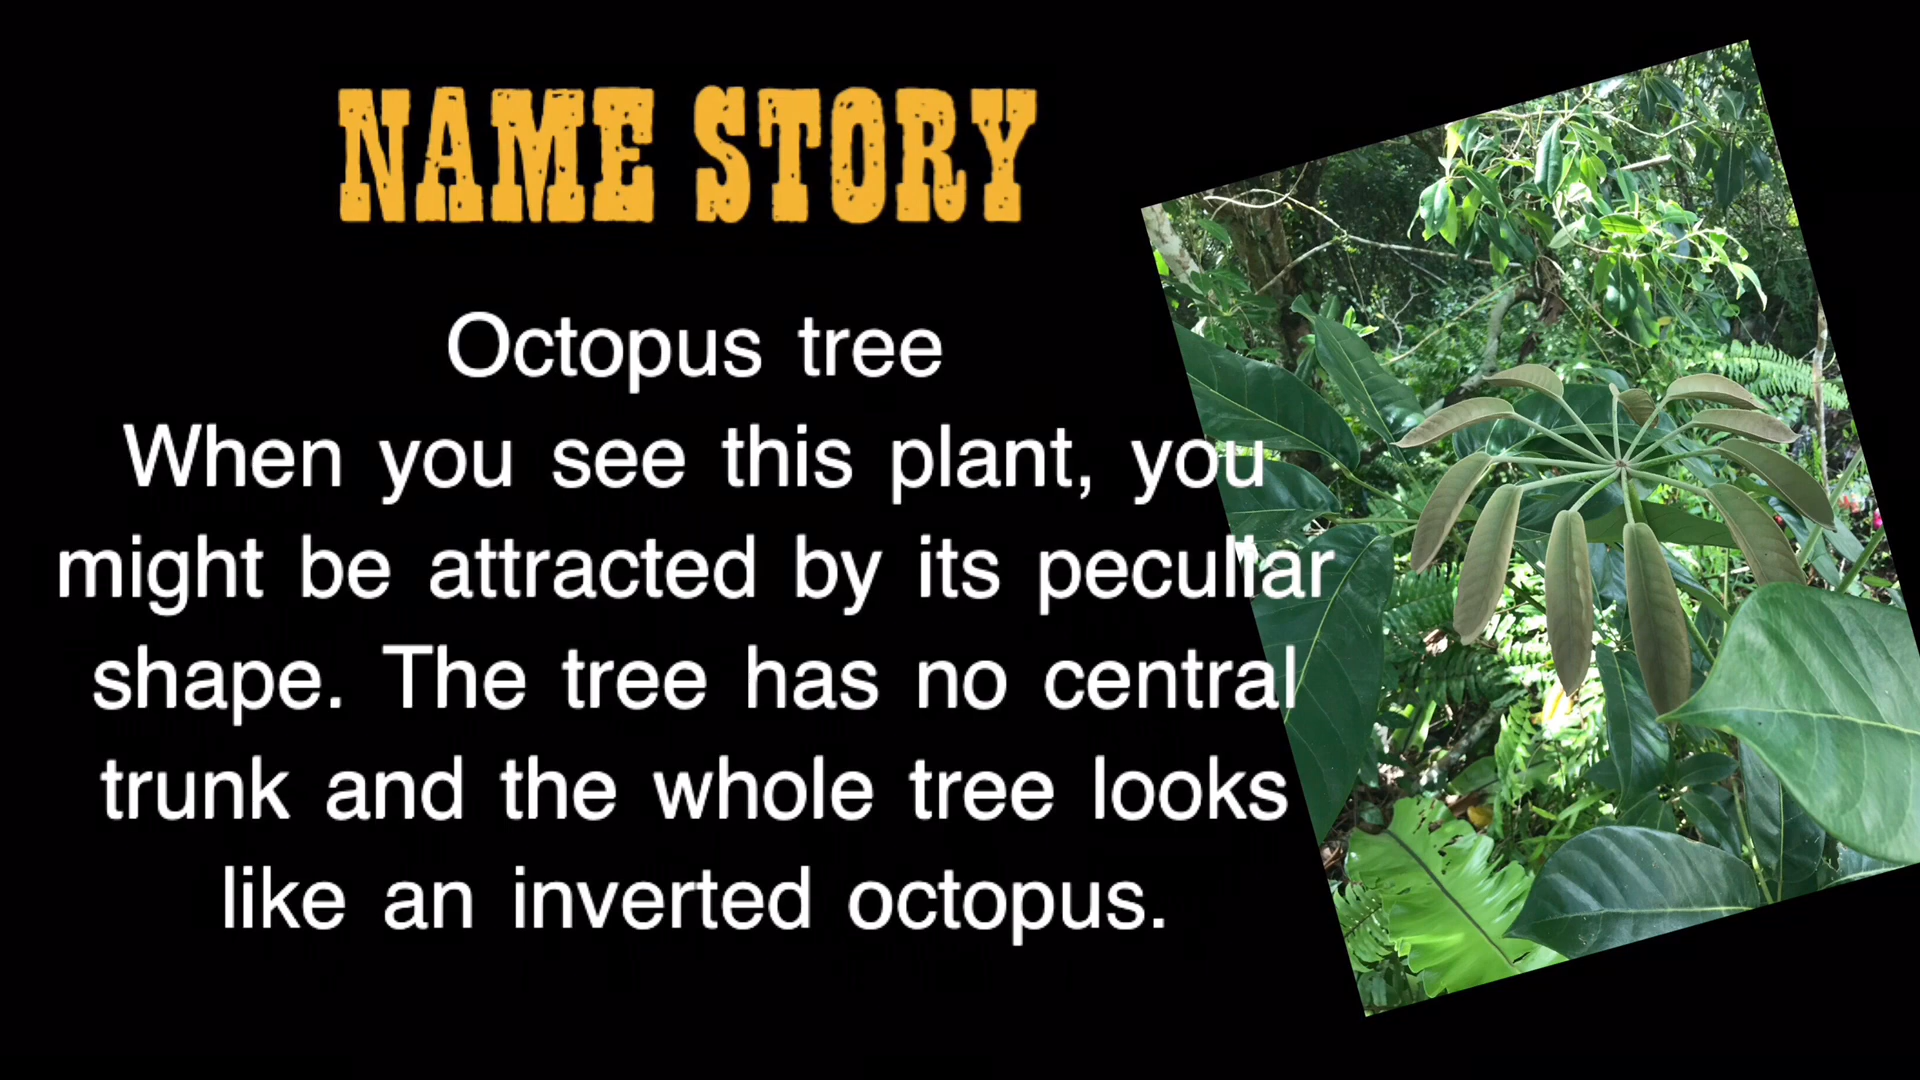 NAME STORY
Octopus tree
When you see this plant, you
might be attracted by its peculiar
shape. The tree has no central
trunk and the whole tree looks
like an inverted octopus.